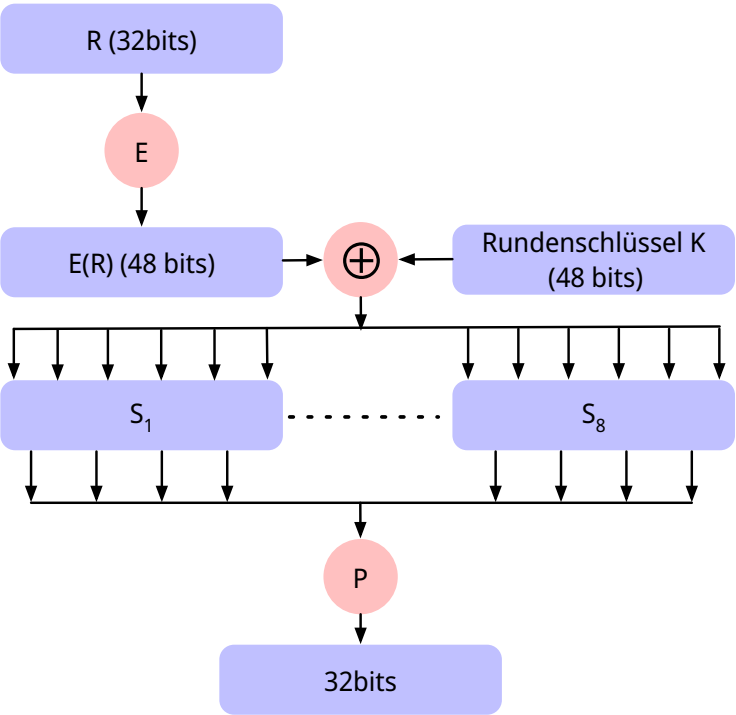 R (32bits)
E
E(R) (48 bits)
⊕
Rundenschlüssel K
(48 bits)
S₁
S₈
P
32bits